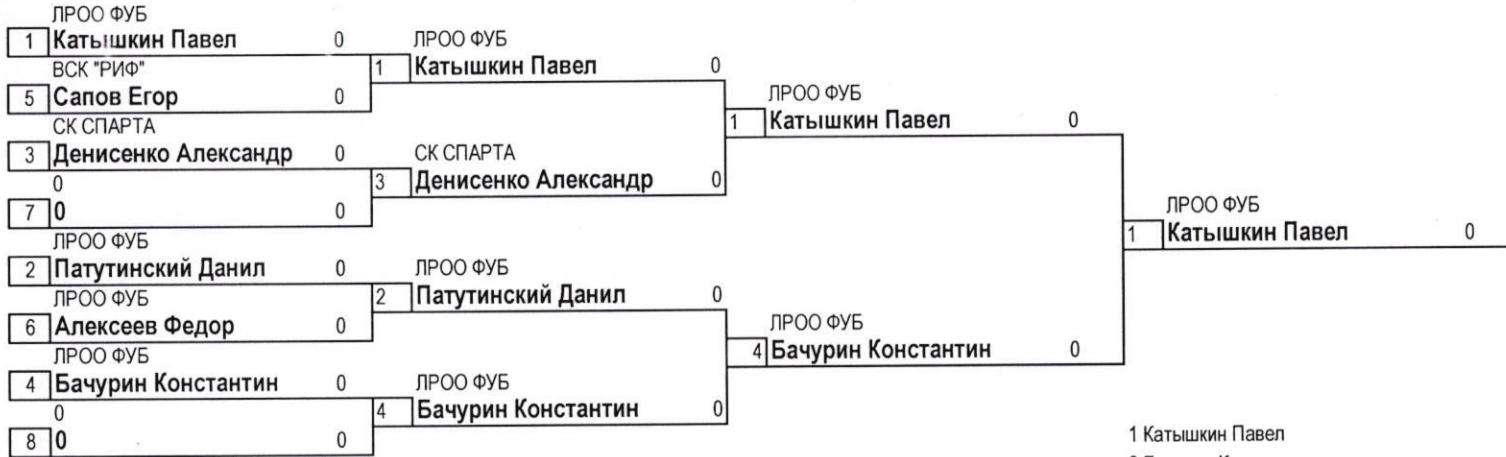 ЛРОО ФУБ
1 Катышкин Павел 0
ВСК "РИФ"
5 Сапов Егор 0
СК СПАРТА
3 Денисенко Александр 0
0
7 0 0
ЛРОО ФУБ
2 Патутинский Данил 0
ЛРОО ФУБ
6 Алексеев Федор 0
ЛРОО ФУБ
4 Бачурин Константин 0
0
8 0 0
ЛРОО ФУБ
1 Катышкин Павел 0
СК СПАРТА
3 Денисенко Александр 0
ЛРОО ФУБ
2 Патутинский Данил 0
ЛРОО ФУБ
4 Бачурин Константин 0
ЛРОО ФУБ
1 Катышкин Павел 0
ЛРОО ФУБ
4 Бачурин Константин 0
ЛРОО ФУБ
1 Катышкин Павел 0
1 Катышкин Павел